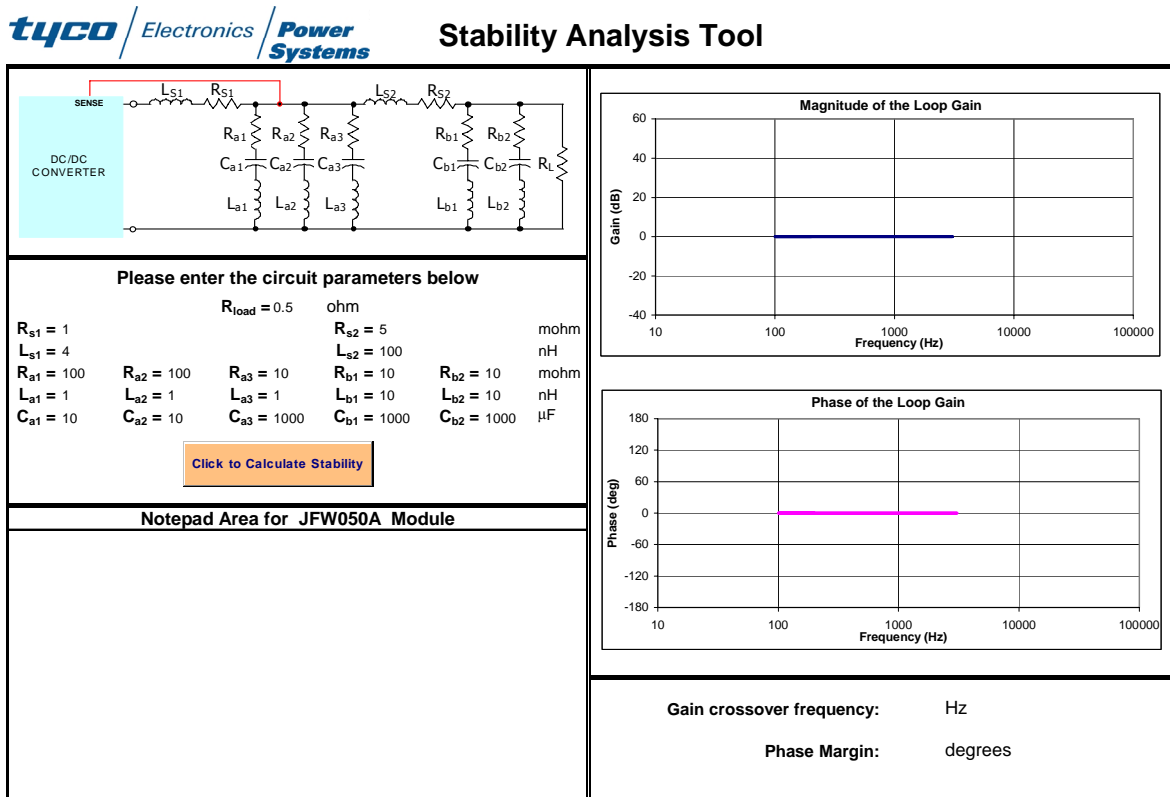 tyco / Electronics / Power Systems
Stability Analysis Tool
SENSE
DC/DC
CONVERTER
LS1 RS1 LS2 RS2
Ra1 Ra2 Ra3 Rb1 Rb2
Ca1 Ca2 Ca3 Cb1 Cb2 RL
La1 La2 La3 Lb1 Lb2
Please enter the circuit parameters below
Rload = 0.5 ohm
Rs1 = 1 Rs2 = 5 mohm
Ls1 = 4 Ls2 = 100 nH
Ra1 = 100 Ra2 = 100 Ra3 = 10 Rb1 = 10 Rb2 = 10 mohm
La1 = 1 La2 = 1 La3 = 1 Lb1 = 10 Lb2 = 10 nH
Ca1 = 10 Ca2 = 10 Ca3 = 1000 Cb1 = 1000 Cb2 = 1000 μF
Click to Calculate Stability
Notepad Area for JFW050A Module
Magnitude of the Loop Gain
60
40
20
0
-20
-40
Gain (dB)
10 100 1000 10000 100000
Frequency (Hz)
Phase of the Loop Gain
180
120
60
0
-60
-120
-180
Phase (deg)
10 100 1000 10000 100000
Frequency (Hz)
Gain crossover frequency: Hz
Phase Margin: degrees